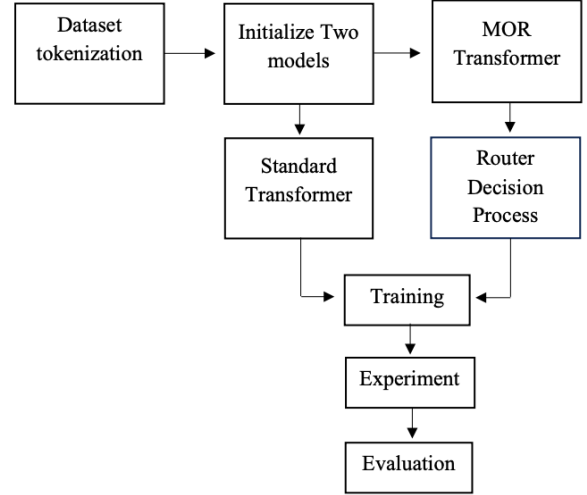 Dataset
tokenization
Initialize Two
models
MOR
Transformer
Standard
Transformer
Router
Decision
Process
Training
Experiment
Evaluation